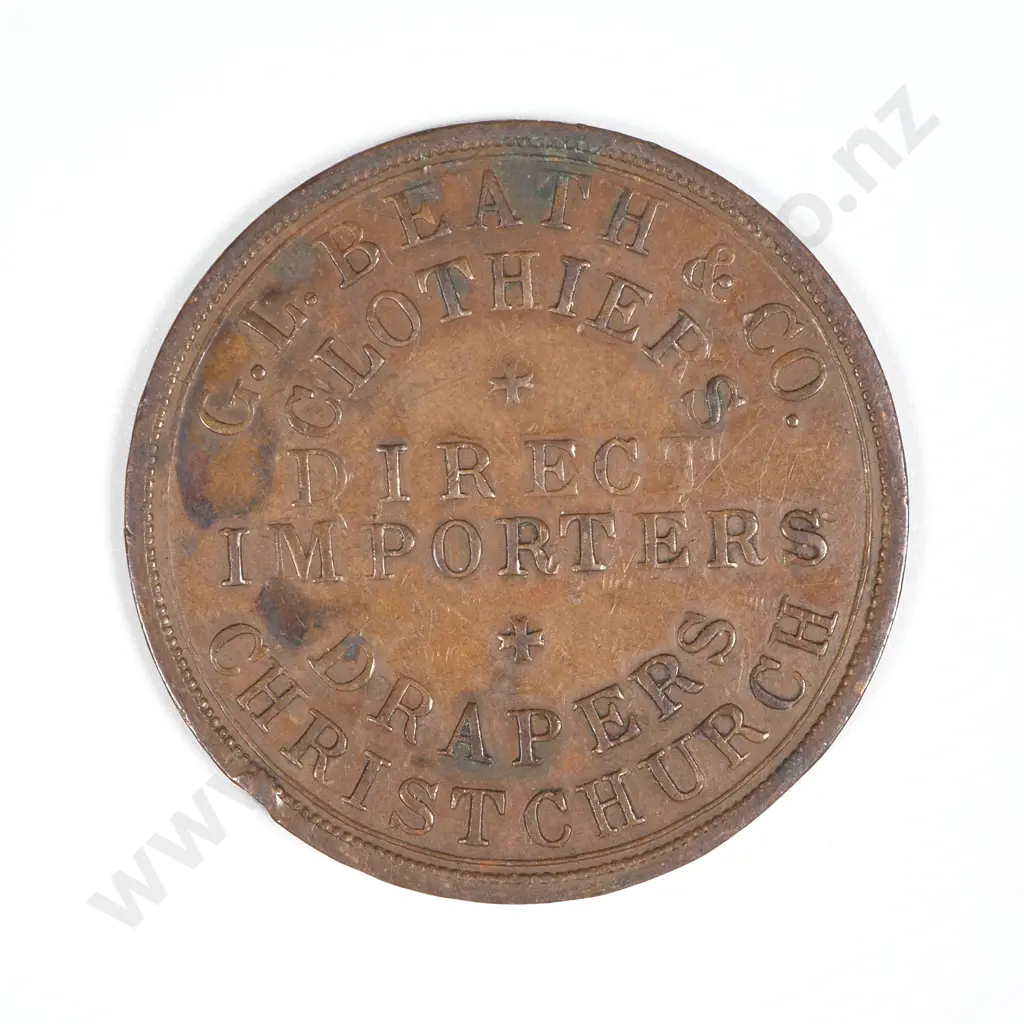 G. L. BEATH & CO.
CLOTHIERS
DIRECT
IMPORTERS
DRAPERS
CHRISTCHURCH